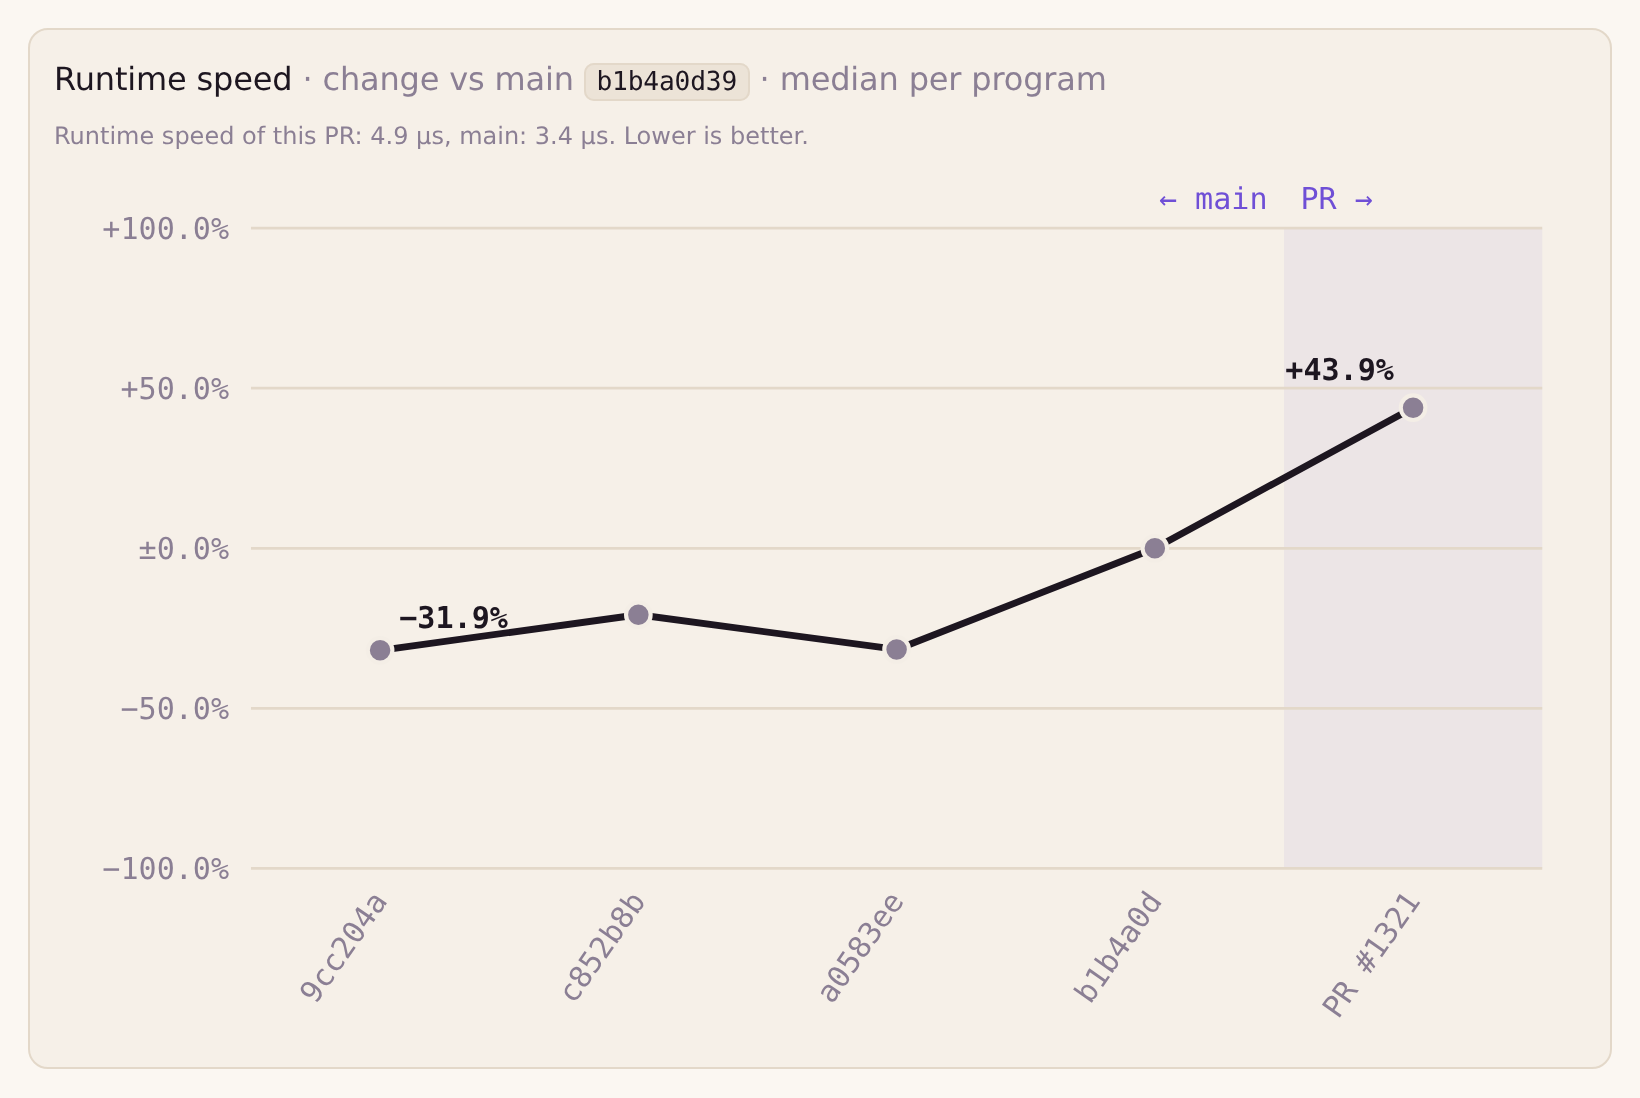 Runtime speed · change vs main b1b4a0d39 · median per program
Runtime speed of this PR: 4.9 µs, main: 3.4 µs. Lower is better.
← main PR →
+100.0%
+50.0%
±0.0%
−50.0%
−100.0%
+43.9%
−31.9%
9cc204a
c852b8b
a0583ee
b1b4a0d
PR #1321